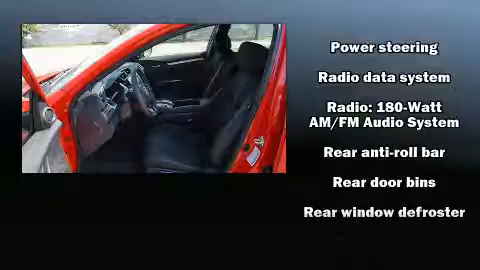 Power steering
Radio data system
Radio: 180-Watt
AM/FM Audio System
Rear anti-roll bar
Rear door bins
Rear window defroster